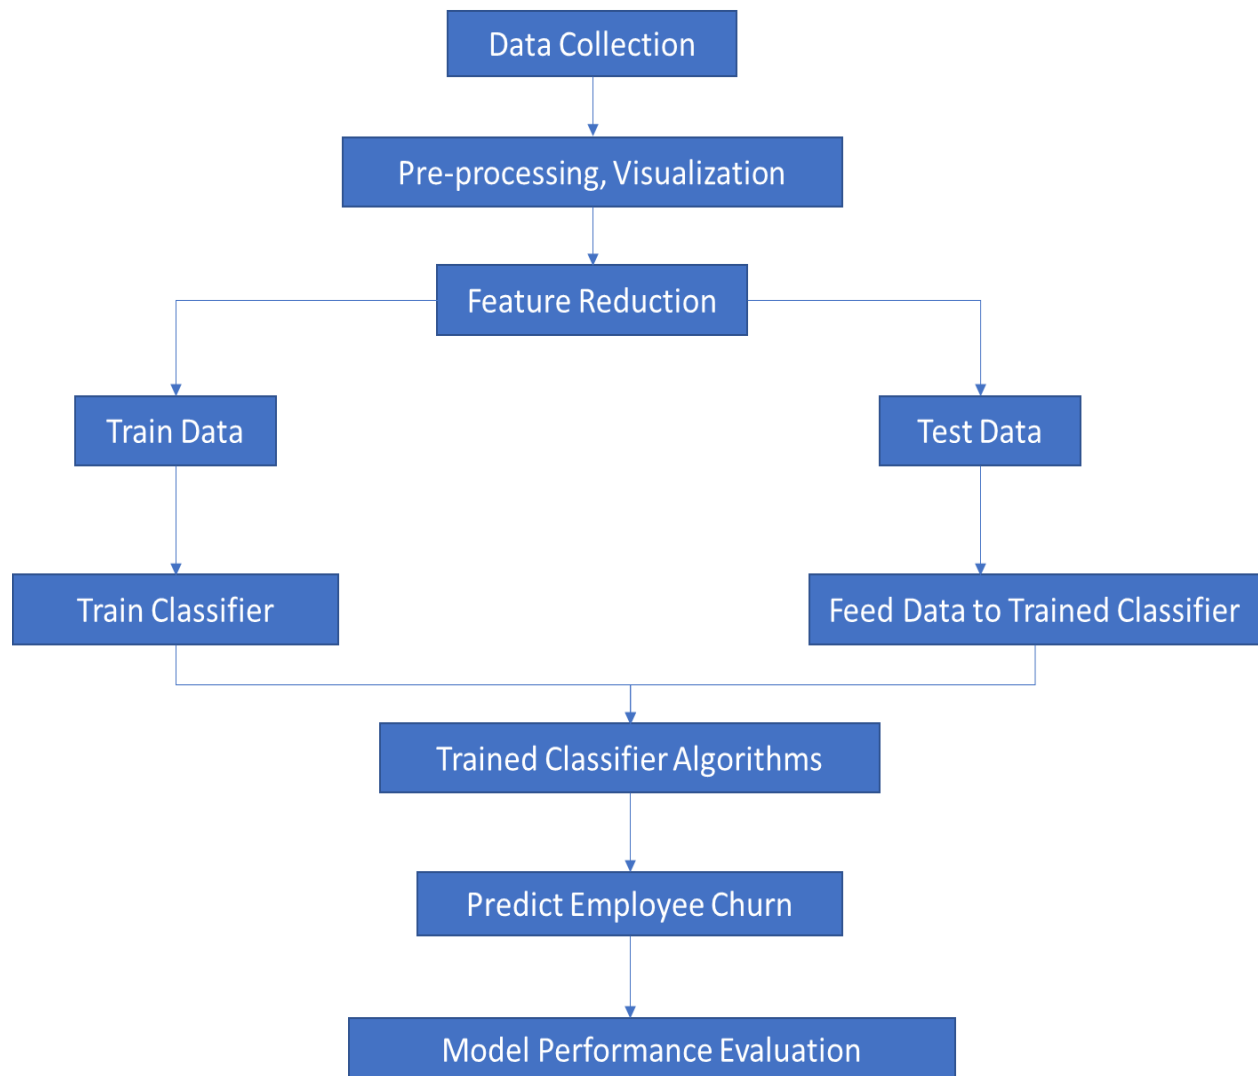 Data Collection
Pre-processing, Visualization
Feature Reduction
Train Data
Test Data
Train Classifier
Feed Data to Trained Classifier
Trained Classifier Algorithms
Predict Employee Churn
Model Performance Evaluation